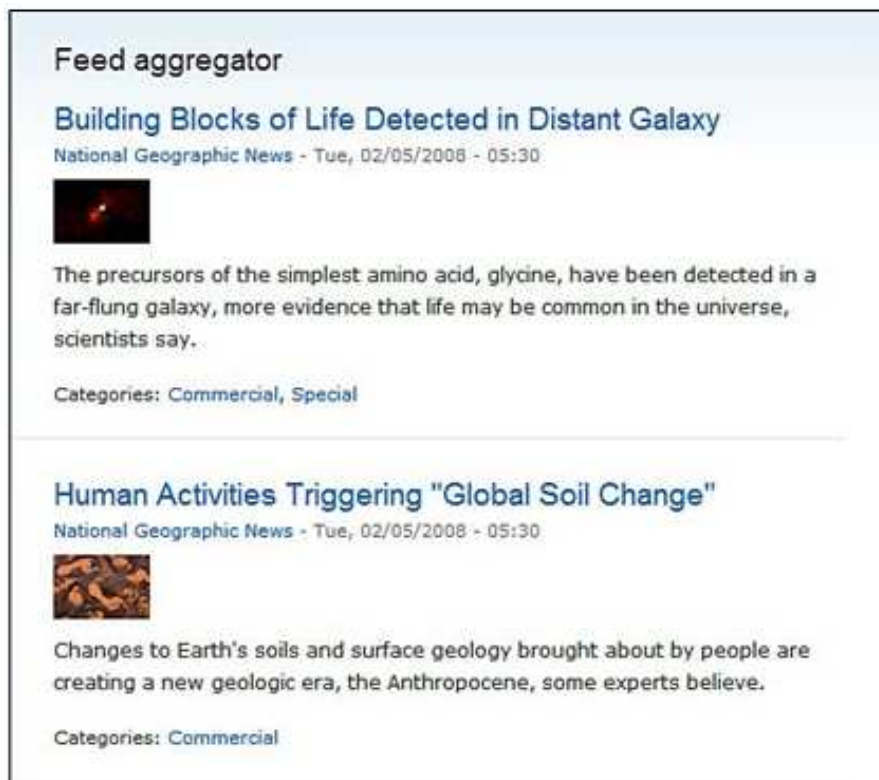 Feed aggregator
Building Blocks of Life Detected in Distant Galaxy
National Geographic News - Tue, 02/05/2008 - 05:30
The precursors of the simplest amino acid, glycine, have been detected in a
far-flung galaxy, more evidence that life may be common in the universe,
scientists say.
Categories: Commercial, Special
Human Activities Triggering "Global Soil Change"
National Geographic News - Tue, 02/05/2008 - 05:30
Changes to Earth's soils and surface geology brought about by people are
creating a new geologic era, the Anthropocene, some experts believe.
Categories: Commercial